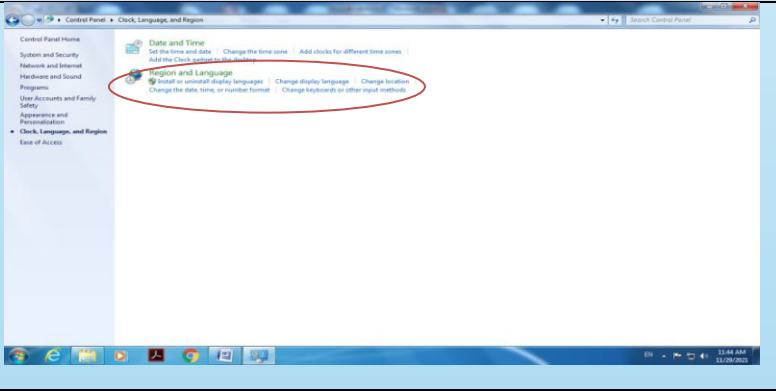 Control Panel ▸ Clock, Language, and Region
Search Control Panel
Control Panel Home
System and Security
Network and Internet
Hardware and Sound
Programs
User Accounts and Family
Safety
Appearance and
Personalization
Clock, Language, and Region
Ease of Access
Date and Time
Set the time and date
Change the time zone
Add clocks for different time zones
Add the Clock gadget to the desktop
Region and Language
Install or uninstall display languages
Change display language
Change location
Change the date, time, or number format
Change keyboards or other input methods
EN
11:44 AM
11/29/2021